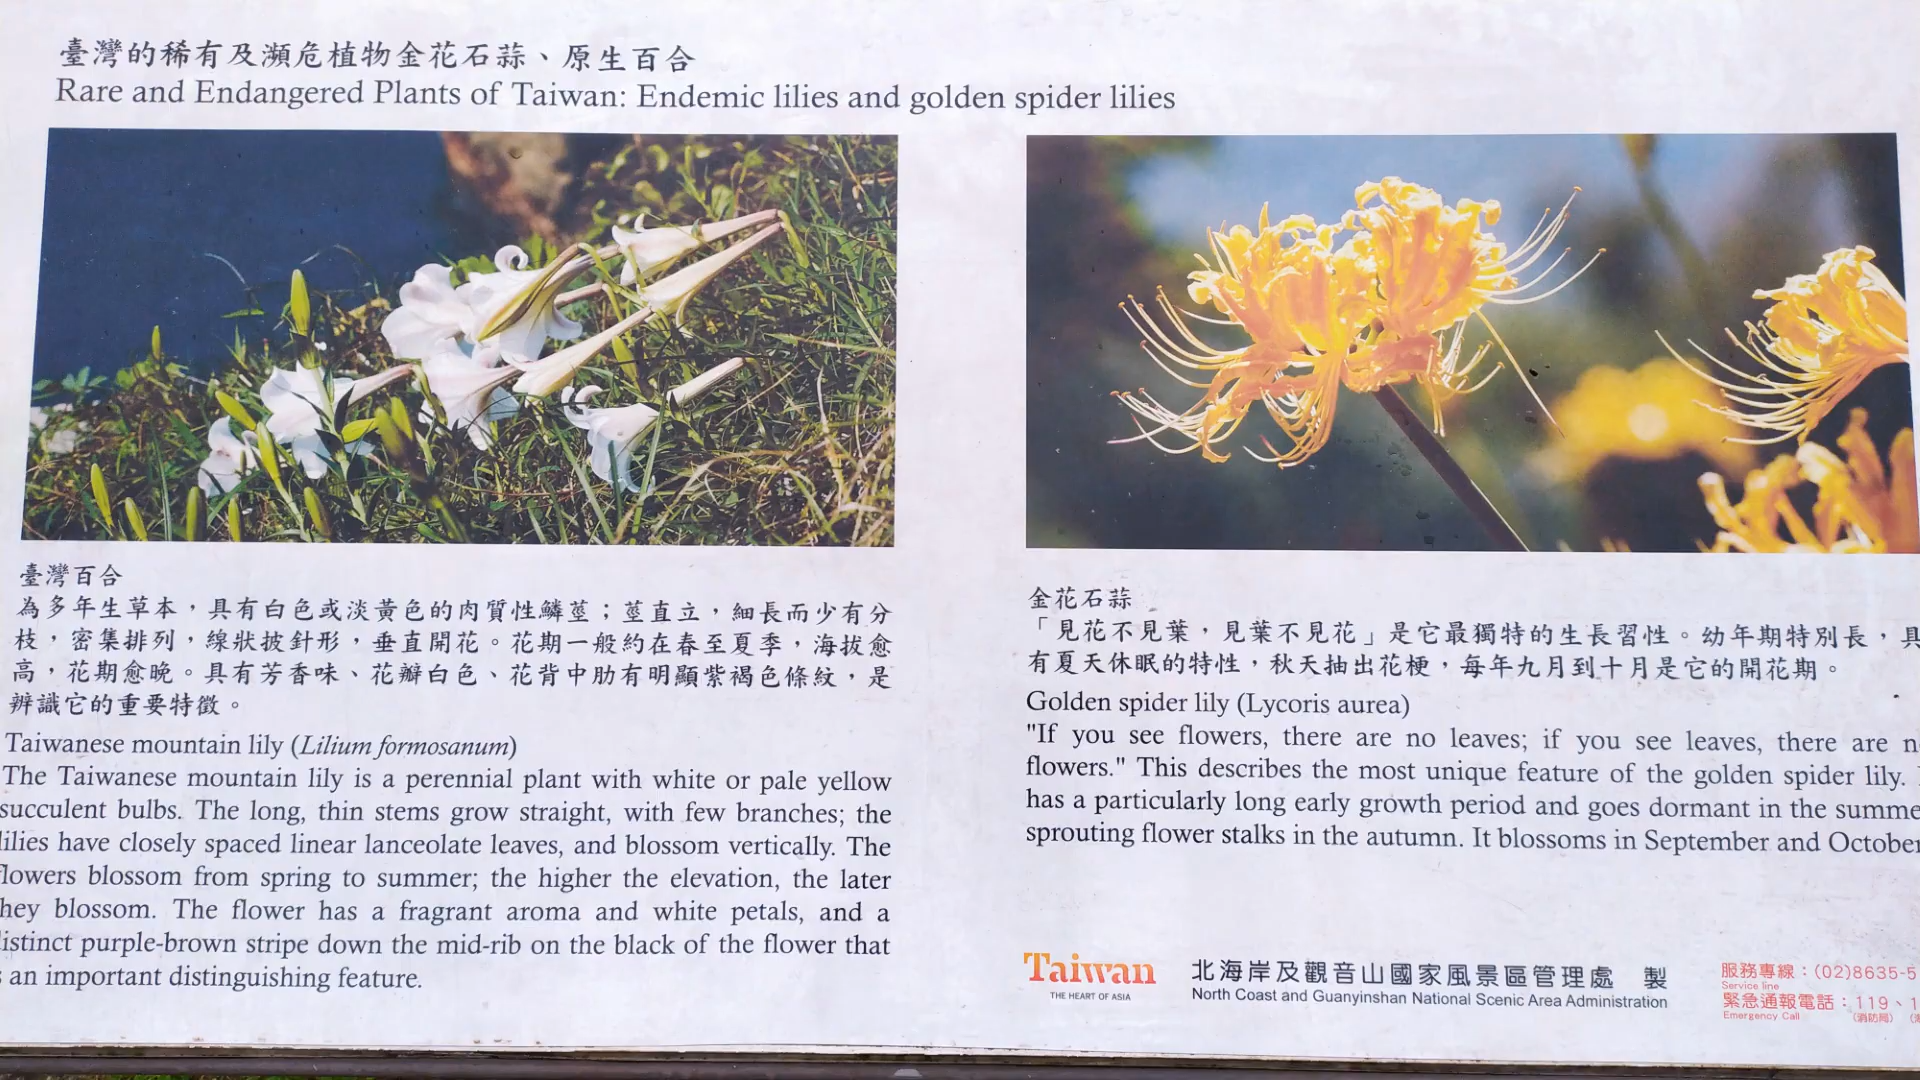 臺灣的稀有及瀕危植物金花石蒜、原生百合
Rare and Endangered Plants of Taiwan: Endemic lilies and golden spider lilies
臺灣百合
為多年生草本，具有白色或淡黃色的肉質性鱗莖；莖直立，細長而少有分
枝，密集排列，線狀披針形，垂直開花。花期一般約在春至夏季，海拔愈
高，花期愈晚。具有芳香味、花瓣白色、花背中肋有明顯紫褐色條紋，是
辨識它的重要特徵。
Taiwanese mountain lily (Lilium formosanum)
The Taiwanese mountain lily is a perennial plant with white or pale yellow
succulent bulbs. The long, thin stems grow straight, with few branches; the
lilies have closely spaced linear lanceolate leaves, and blossom vertically. The
flowers blossom from spring to summer; the higher the elevation, the later
hey blossom. The flower has a fragrant aroma and white petals, and a
istinct purple-brown stripe down the mid-rib on the black of the flower that
an important distinguishing feature.
金花石蒜
「見花不見葉，見葉不見花」是它最獨特的生長習性。幼年期特別長，具
有夏天休眠的特性，秋天抽出花梗，每年九月到十月是它的開花期。
Golden spider lily (Lycoris aurea)
"If you see flowers, there are no leaves; if you see leaves, there are n
flowers." This describes the most unique feature of the golden spider lily.
has a particularly long early growth period and goes dormant in the summe
sprouting flower stalks in the autumn. It blossoms in September and October
Taiwan
THE HEART OF ASIA
北海岸及觀音山國家風景區管理處 製
North Coast and Guanyinshan National Scenic Area Administration
服務專線：(02)8635-5
Service line
緊急通報電話：119、1
Emergency Call
(消防局)